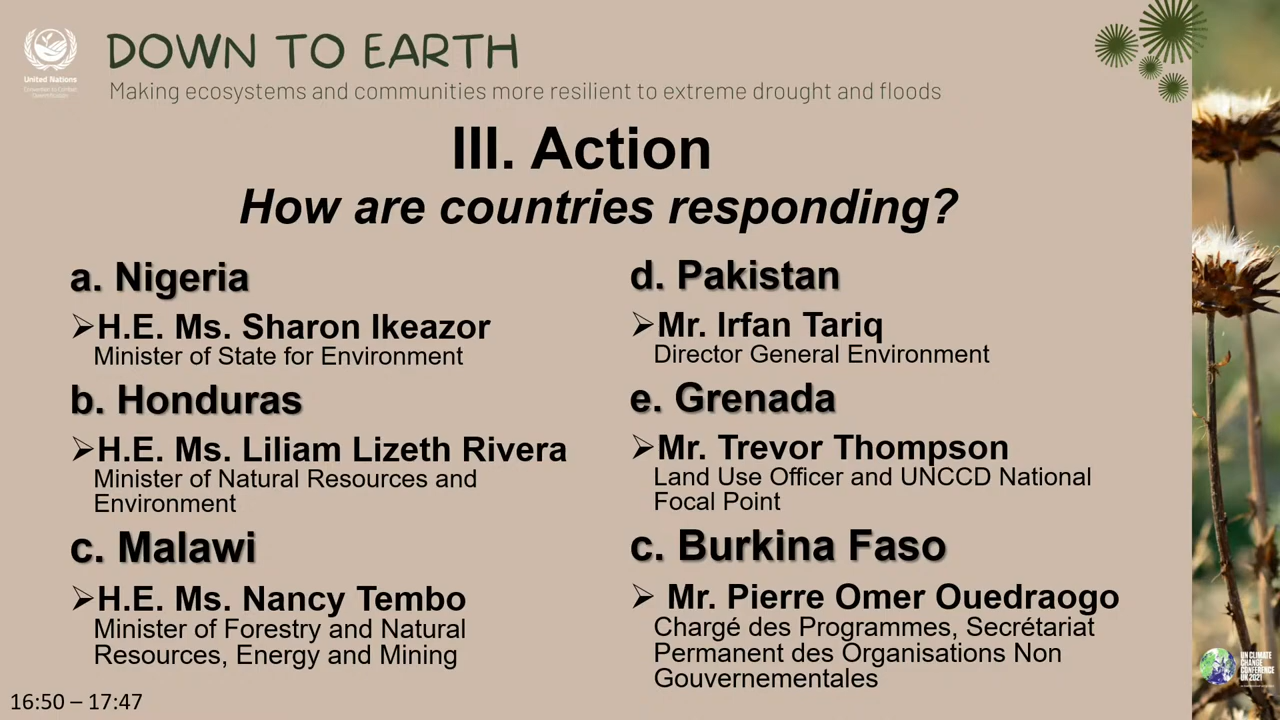 United Nations
Convention to Combat
Desertification
DOWN TO EARTH
Making ecosystems and communities more resilient to extreme drought and floods
III. Action
How are countries responding?
a. Nigeria
➢H.E. Ms. Sharon Ikeazor
Minister of State for Environment
b. Honduras
➢H.E. Ms. Liliam Lizeth Rivera
Minister of Natural Resources and
Environment
c. Malawi
➢H.E. Ms. Nancy Tembo
Minister of Forestry and Natural
Resources, Energy and Mining
d. Pakistan
➢Mr. Irfan Tariq
Director General Environment
e. Grenada
➢Mr. Trevor Thompson
Land Use Officer and UNCCD National
Focal Point
c. Burkina Faso
➢ Mr. Pierre Omer Ouedraogo
Chargé des Programmes, Secrétariat
Permanent des Organisations Non
Gouvernementales
16:50 – 17:47
UN CLIMATE
CHANGE
CONFERENCE
UK 2021